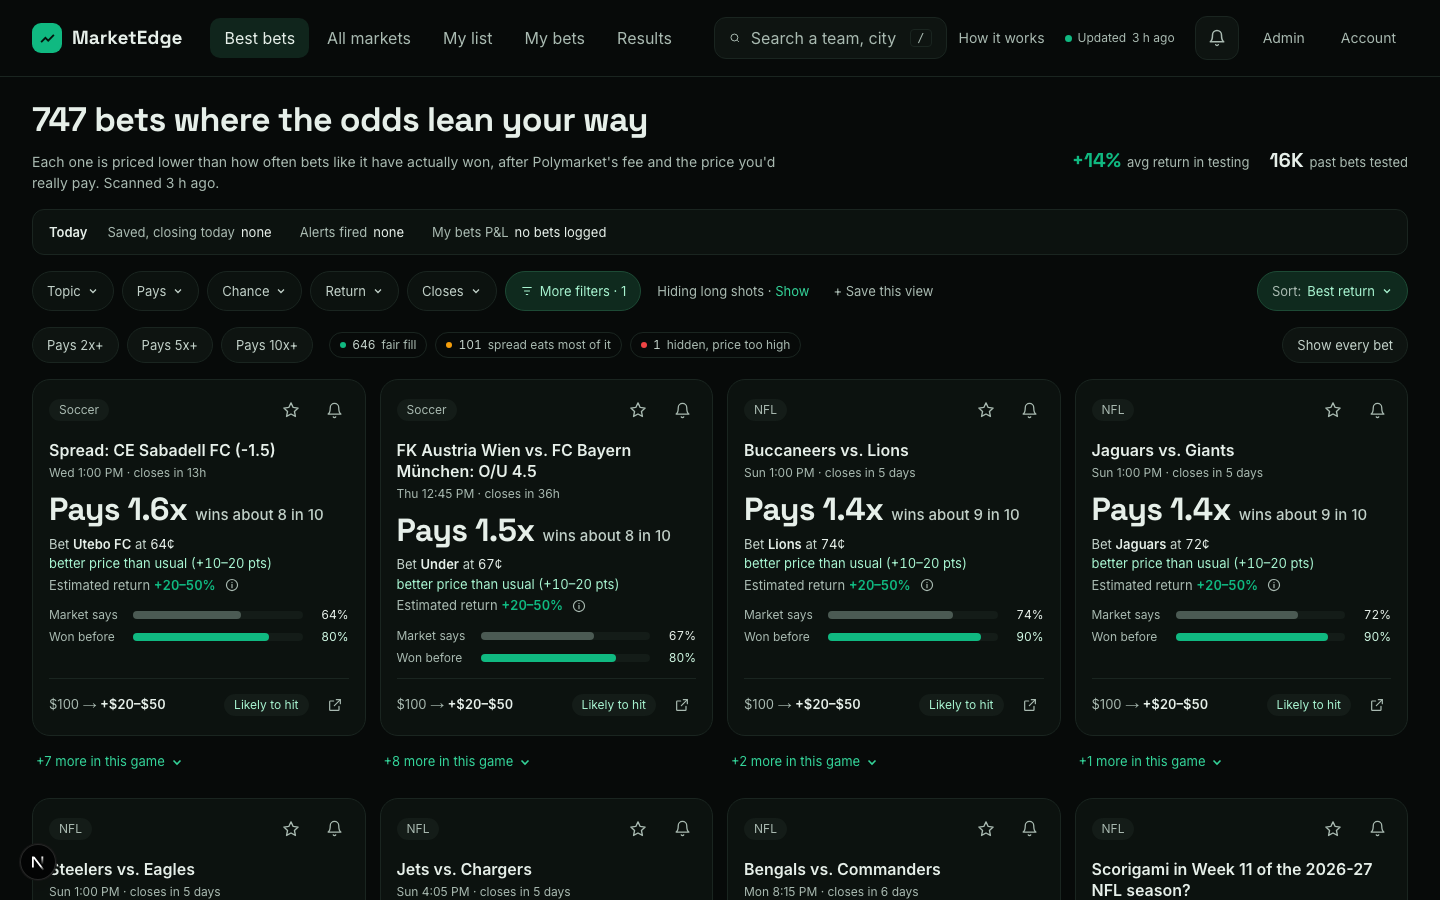 MarketEdge
Best bets
All markets
My list
My bets
Results
Search a team, city /
How it works
Updated 3 h ago
Admin
Account
747 bets where the odds lean your way
Each one is priced lower than how often bets like it have actually won, after Polymarket's fee and the price you'd
really pay. Scanned 3 h ago.
+14% avg return in testing
16K past bets tested
Today Saved, closing today none Alerts fired none My bets P&L no bets logged
Topic
Pays
Chance
Return
Closes
More filters · 1
Hiding long shots · Show
+ Save this view
Sort: Best return
Pays 2x+
Pays 5x+
Pays 10x+
646 fair fill
101 spread eats most of it
1 hidden, price too high
Show every bet
Soccer
Spread: CE Sabadell FC (-1.5)
Wed 1:00 PM · closes in 13h
Pays 1.6x wins about 8 in 10
Bet Utebo FC at 64¢
better price than usual (+10–20 pts)
Estimated return +20–50%
Market says 64%
Won before 80%
$100 → +$20–$50 Likely to hit
+7 more in this game
Soccer
FK Austria Wien vs. FC Bayern
München: O/U 4.5
Thu 12:45 PM · closes in 36h
Pays 1.5x wins about 8 in 10
Bet Under at 67¢
better price than usual (+10–20 pts)
Estimated return +20–50%
Market says 67%
Won before 80%
$100 → +$20–$50 Likely to hit
+8 more in this game
NFL
Buccaneers vs. Lions
Sun 1:00 PM · closes in 5 days
Pays 1.4x wins about 9 in 10
Bet Lions at 74¢
better price than usual (+10–20 pts)
Estimated return +20–50%
Market says 74%
Won before 90%
$100 → +$20–$50 Likely to hit
+2 more in this game
NFL
Jaguars vs. Giants
Sun 1:00 PM · closes in 5 days
Pays 1.4x wins about 9 in 10
Bet Jaguars at 72¢
better price than usual (+10–20 pts)
Estimated return +20–50%
Market says 72%
Won before 90%
$100 → +$20–$50 Likely to hit
+1 more in this game
NFL
Steelers vs. Eagles
Sun 1:00 PM · closes in 5 days
N
NFL
Jets vs. Chargers
Sun 4:05 PM · closes in 5 days
NFL
Bengals vs. Commanders
Mon 8:15 PM · closes in 6 days
NFL
Scorigami in Week 11 of the 2026-27
NFL season?